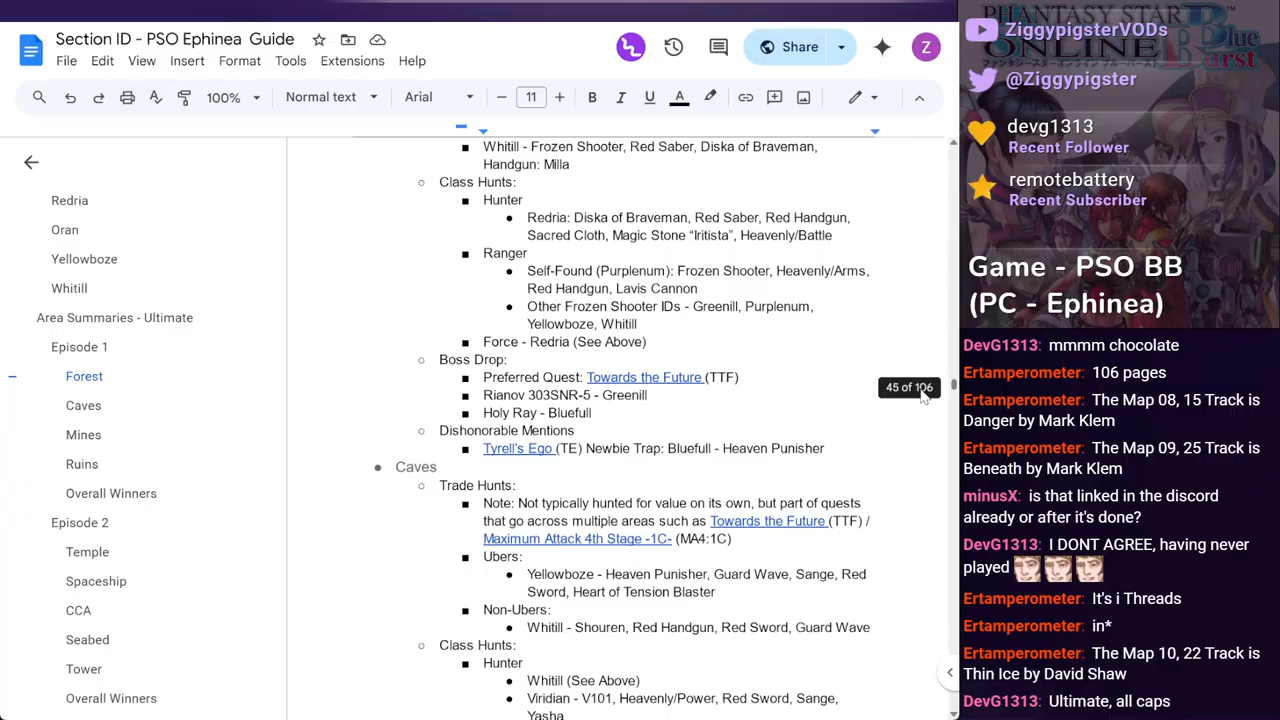 Section ID - PSO Ephinea Guide
File Edit View Insert Format Tools Extensions Help
Share
Z
100% Normal text Arial 11 B I U A
Redria
Oran
Yellowboze
Whitill
Area Summaries - Ultimate
Episode 1
Forest
Caves
Mines
Ruins
Overall Winners
Episode 2
Temple
Spaceship
CCA
Seabed
Tower
Overall Winners
Whitill - Frozen Shooter, Red Saber, Diska of Braveman,
Handgun: Milla
Class Hunts:
Hunter
Redria: Diska of Braveman, Red Saber, Red Handgun,
Sacred Cloth, Magic Stone “Iritista”, Heavenly/Battle
Ranger
Self-Found (Purplenum): Frozen Shooter, Heavenly/Arms,
Red Handgun, Lavis Cannon
Other Frozen Shooter IDs - Greenill, Purplenum,
Yellowboze, Whitill
Force - Redria (See Above)
Boss Drop:
Preferred Quest: Towards the Future (TTF)
Rianov 303SNR-5 - Greenill
Holy Ray - Bluefull
Dishonorable Mentions
Tyrell’s Ego (TE) Newbie Trap: Bluefull - Heaven Punisher
Caves
Trade Hunts:
Note: Not typically hunted for value on its own, but part of quests
that go across multiple areas such as Towards the Future (TTF) /
Maximum Attack 4th Stage -1C- (MA4:1C)
Ubers:
Yellowboze - Heaven Punisher, Guard Wave, Sange, Red
Sword, Heart of Tension Blaster
Non-Ubers:
Whitill - Shouren, Red Handgun, Red Sword, Guard Wave
Class Hunts:
Hunter
Whitill (See Above)
Viridian - V101, Heavenly/Power, Red Sword, Sange,
Yasha
45 of 106
PHANTASY STAR
ONLINE Blue
Burst
ZiggypigsterVODs
@Ziggypigster
devg1313
Recent Follower
remotebattery
Recent Subscriber
Game - PSO BB
(PC - Ephinea)
DevG1313: mmmm chocolate
Ertamperometer: 106 pages
Ertamperometer: The Map 08, 15 Track is
Danger by Mark Klem
Ertamperometer: The Map 09, 25 Track is
Beneath by Mark Klem
minusX: is that linked in the discord
already or after it's done?
DevG1313: I DONT AGREE, having never
played
Ertamperometer: It's i Threads
Ertamperometer: in*
Ertamperometer: The Map 10, 22 Track is
Thin Ice by David Shaw
DevG1313: Ultimate, all caps